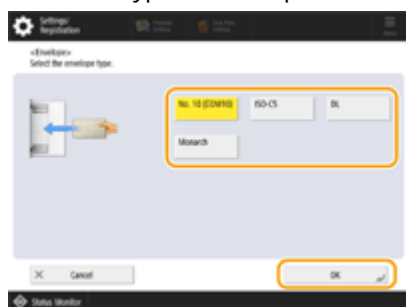 Settings/
Registration
<Envelope>
Select the envelope type.
No. 10 (COM10)
ISO-C5
DL
Monarch
× Cancel
OK
Status Monitor